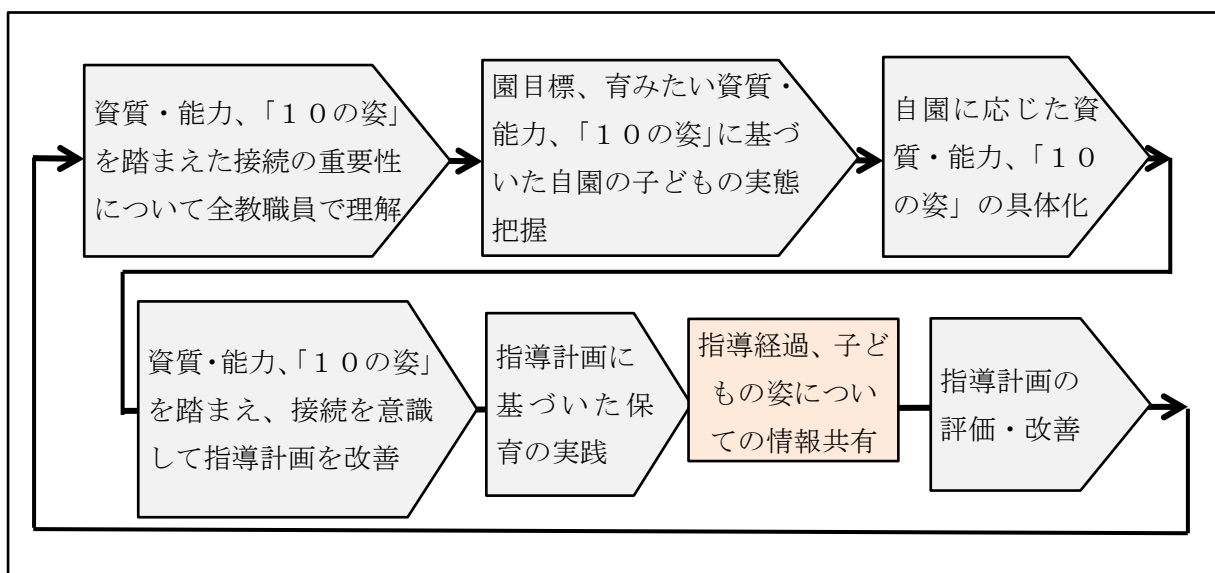 資質・能力、「１０の姿」
を踏まえた接続の重要性
について全教職員で理解
園目標、育みたい資質・
能力、「１０の姿」に基づ
いた自園の子どもの実態
把握
自園に応じた資
質・能力、「１０
の姿」の具体化
資質・能力、「１０の姿」
を踏まえ、接続を意識
して指導計画を改善
指導計画に
基づいた保
育の実践
指導経過、子ど
もの姿につい
ての情報共有
指導計画の
評価・改善